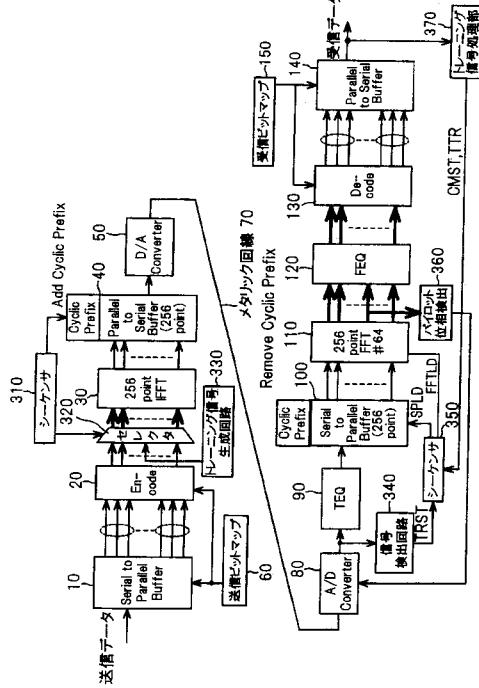 送信データ
10
Serial to
Parallel
Buffer
送信ビットマップ
60
20
En-
code
310
シーケンサ
320
セレクタ
トレーニング信号
生成回路
330
30
256
point
IFFT
Add Cyclic Prefix
Cyclic
Prefix
40
Parallel
to
Serial
Buffer
(256
point)
50
D/A
Converter
メタリック回線 70
80
A/D
Converter
90
TEQ
340
信号
検出回路
TRST
シーケンサ
350
SPLD
FFTLD
Remove Cyclic Prefix
100
Cyclic
Prefix
Serial
to
Parallel
Buffer
(256
point)
110
256
point
FFT
#64
120
FEQ
パイロット
位相検出
360
130
De-
code
受信ビットマップ
150
140
Parallel
to Serial
Buffer
受信データ
370
トレーニング
信号処理部
CMST,TTR